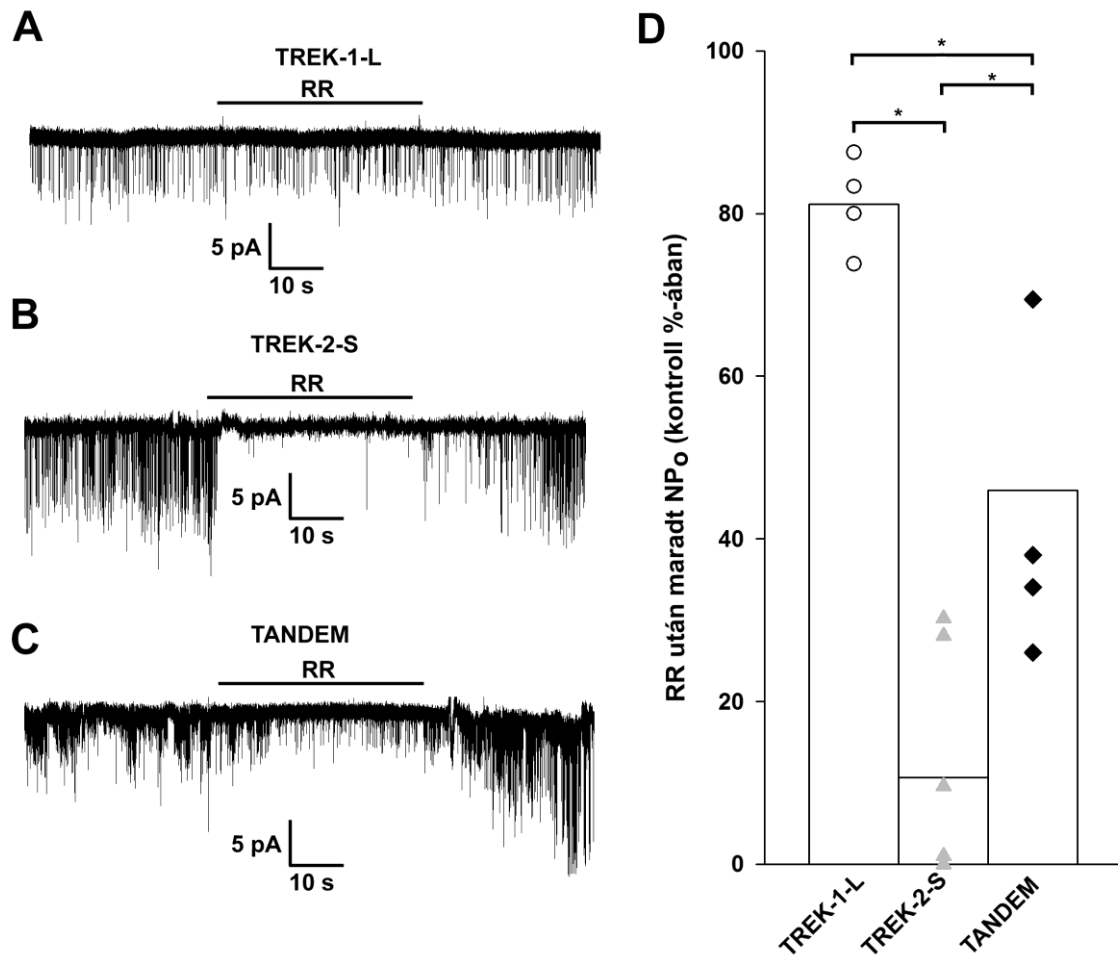 A
TREK-1-L
RR
5 pA
10 s
B
TREK-2-S
RR
5 pA
10 s
C
TANDEM
RR
5 pA
10 s
D
RR után maradt NPO (kontroll %-ában)
100
80
60
40
20
0
*
*
*
TREK-1-L
TREK-2-S
TANDEM